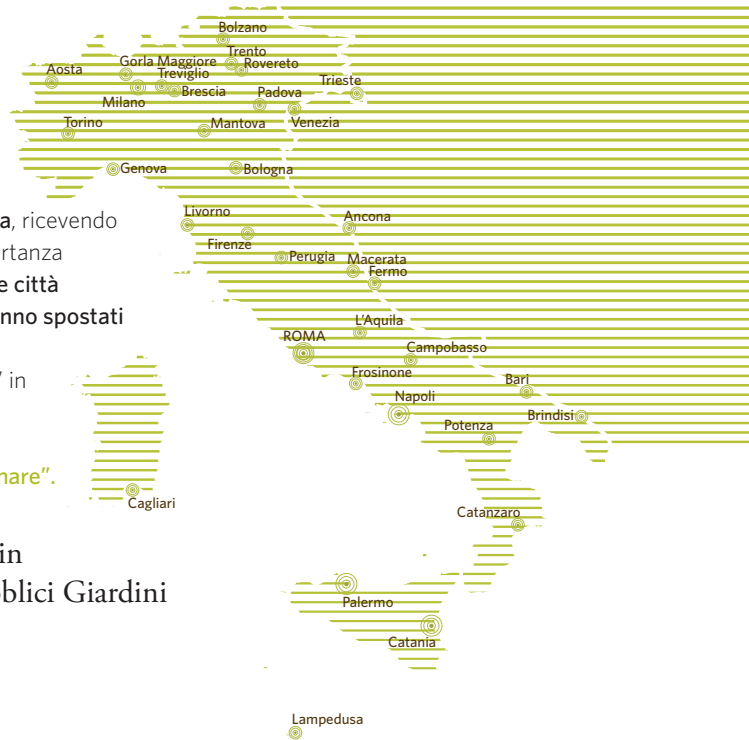 Bolzano
Trento
Gorla Maggiore
Rovereto
Aosta
Treviglio
Trieste
Brescia
Padova
Milano
Torino
Mantova
Venezia
Genova
Bologna
Livorno
a, ricevendo
Ancona
Firenze
rtanza
Perugia
Macerata
Fermo
e città
nno spostati
L'Aquila
ROMA
Campobasso
Frosinone
” in
Bari
Napoli
Brindisi
Potenza
nare”.
Cagliari
Catanzaro
in
blici Giardini
Palermo
Catania
Lampedusa